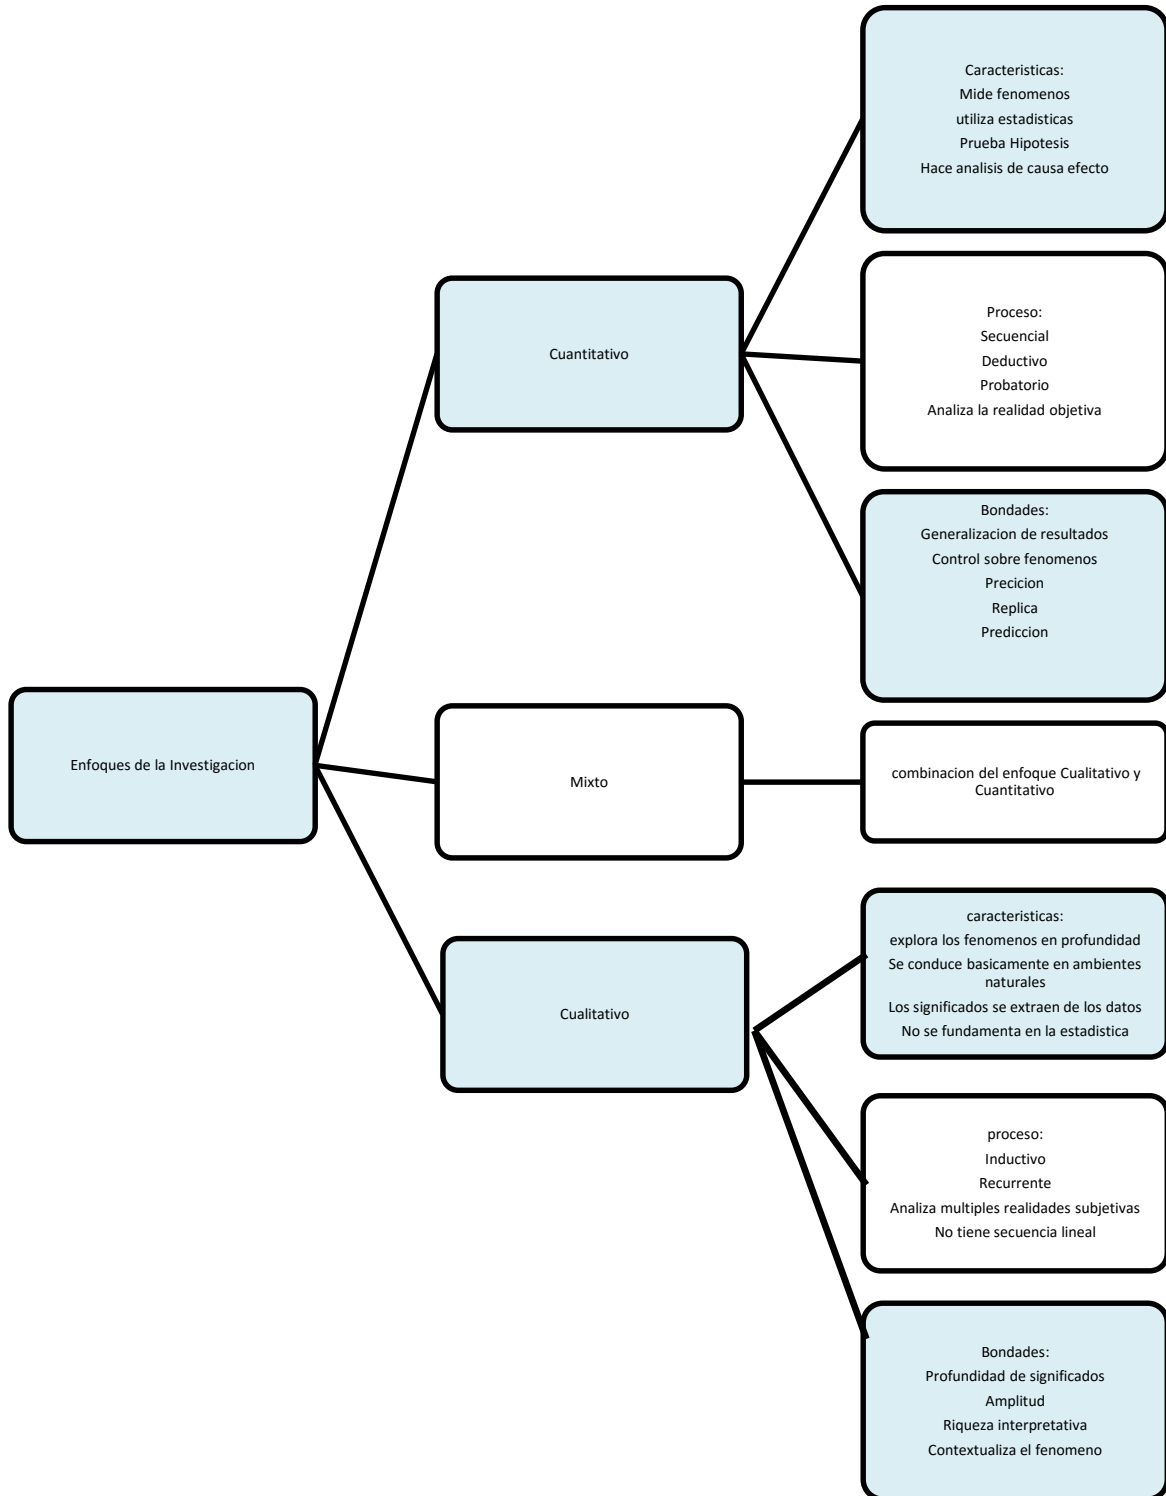 Enfoques de la Investigacion
Cuantitativo
Caracteristicas:
Mide fenomenos
utiliza estadisticas
Prueba Hipotesis
Hace analisis de causa efecto
Proceso:
Secuencial
Deductivo
Probatorio
Analiza la realidad objetiva
Bondades:
Generalizacion de resultados
Control sobre fenomenos
Precicion
Replica
Prediccion
Mixto
combinacion del enfoque Cualitativo y
Cuantitativo
Cualitativo
caracteristicas:
explora los fenomenos en profundidad
Se conduce basicamente en ambientes
naturales
Los significados se extraen de los datos
No se fundamenta en la estadistica
proceso:
Inductivo
Recurrente
Analiza multiples realidades subjetivas
No tiene secuencia lineal
Bondades:
Profundidad de significados
Amplitud
Riqueza interpretativa
Contextualiza el fenomeno